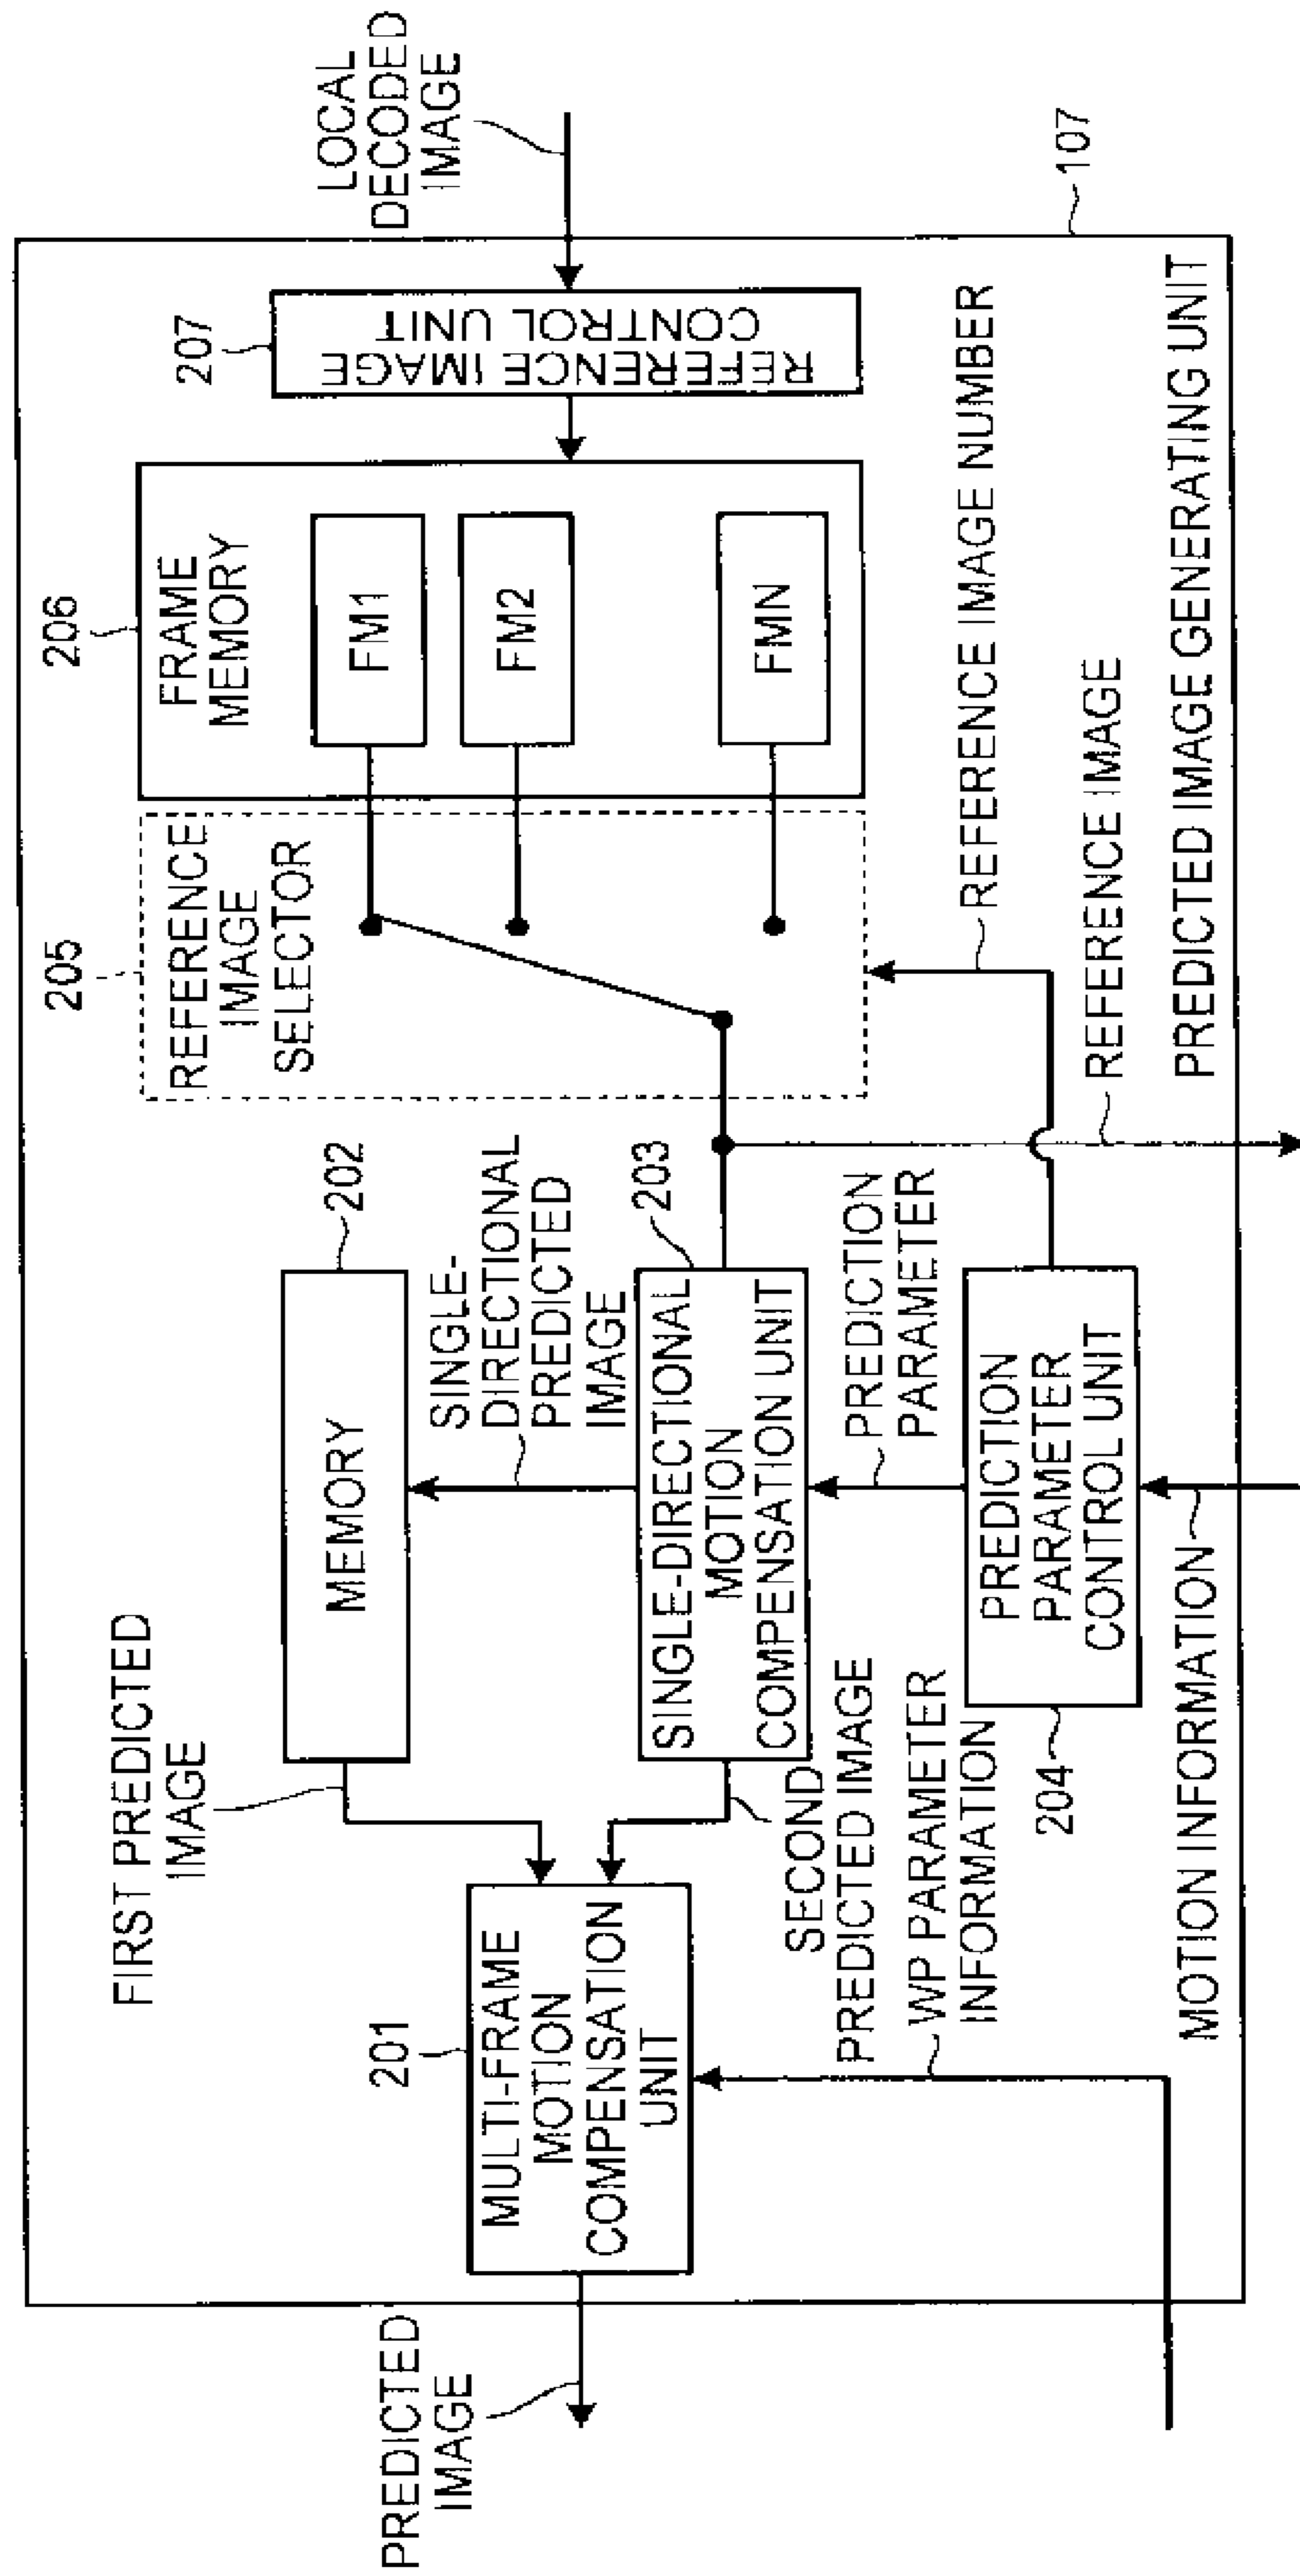 LOCAL
DECODED
IMAGE
107
207
REFERENCE IMAGE
CONTROL UNIT
206
FRAME
MEMORY
FM1
FM2
FMN
205
REFERENCE
IMAGE
SELECTOR
REFERENCE IMAGE NUMBER
REFERENCE IMAGE
PREDICTED IMAGE GENERATING UNIT
202
MEMORY
SINGLE-
DIRECTIONAL
PREDICTED
IMAGE
203
SINGLE-DIRECTIONAL
MOTION
COMPENSATION UNIT
PREDICTION
PARAMETER
PREDICTION
PARAMETER
CONTROL UNIT
204
MOTION INFORMATION
FIRST PREDICTED
IMAGE
SECOND
PREDICTED IMAGE
WP PARAMETER
INFORMATION
201
MULTI-FRAME
MOTION
COMPENSATION
UNIT
PREDICTED
IMAGE